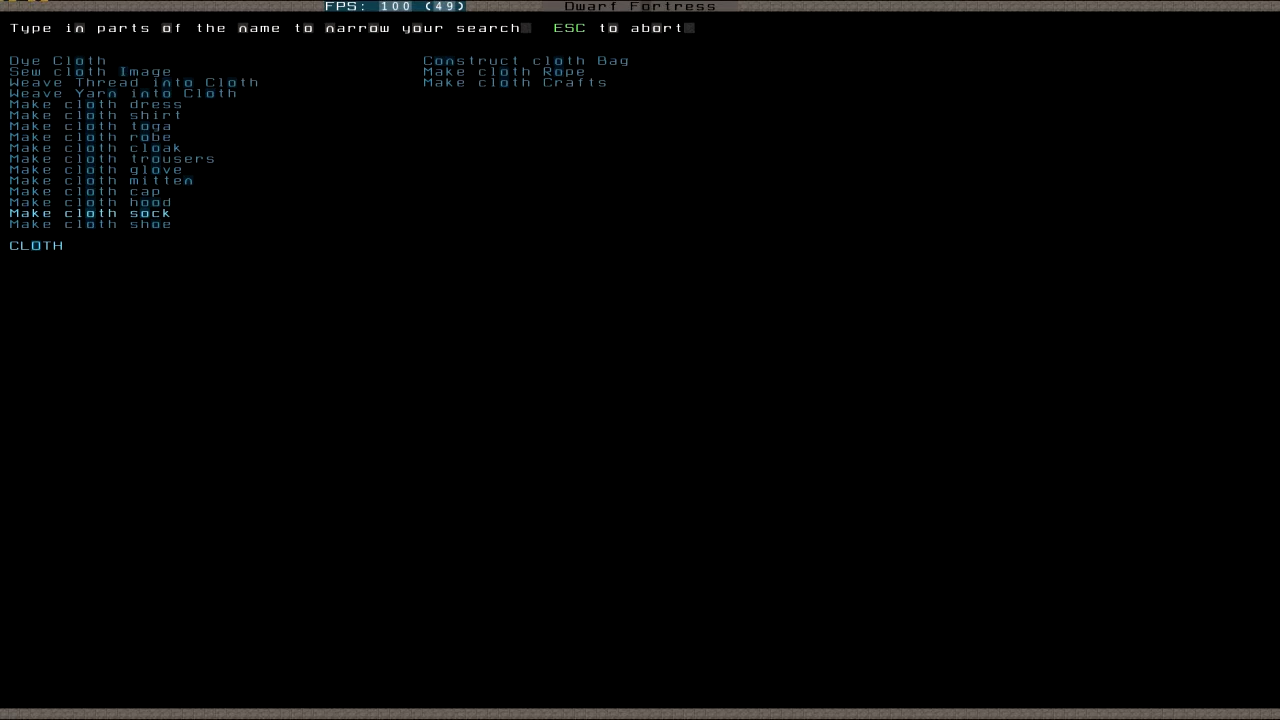 FPS: 100 (49) Dwarf Fortress
Type in parts of the name to narrow your search ESC to abort
Dye Cloth
Sew cloth Image
Weave Thread into Cloth
Weave Yarn into Cloth
Make cloth dress
Make cloth shirt
Make cloth toga
Make cloth robe
Make cloth cloak
Make cloth trousers
Make cloth glove
Make cloth mitten
Make cloth cap
Make cloth hood
Make cloth sock
Make cloth shoe
Construct cloth Bag
Make cloth Rope
Make cloth Crafts
CLOTH